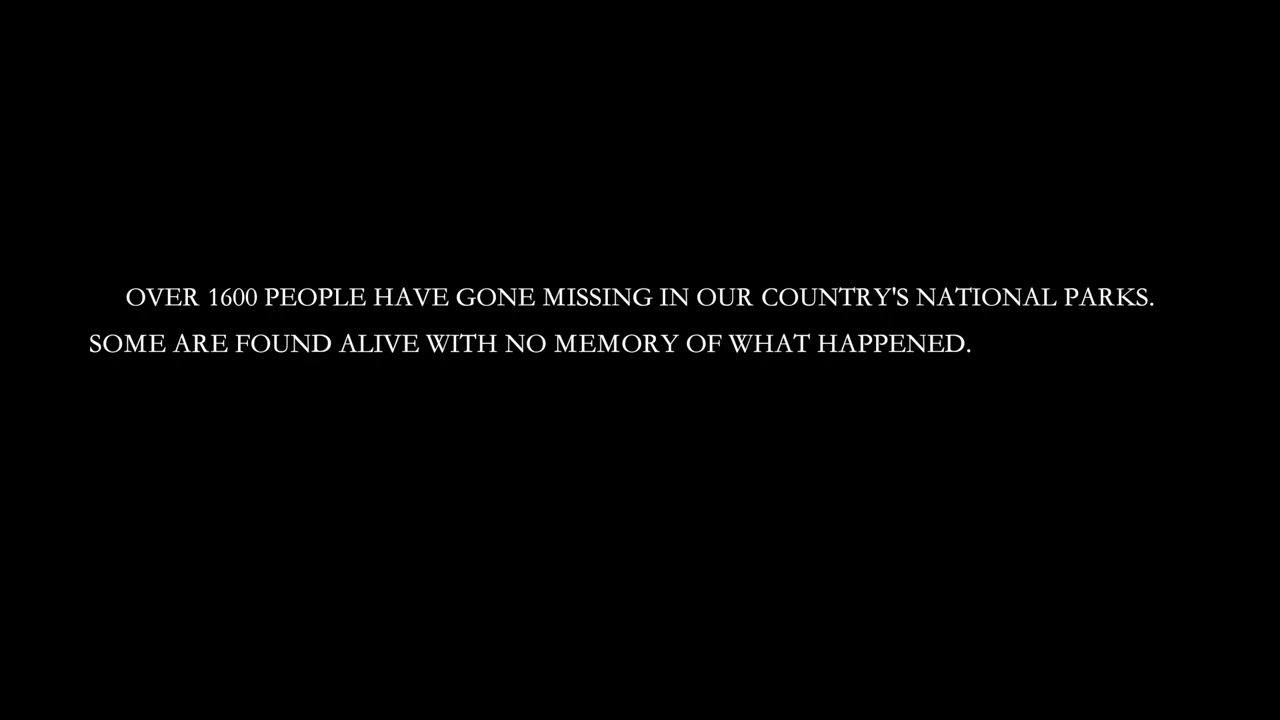 OVER 1600 PEOPLE HAVE GONE MISSING IN OUR COUNTRY'S NATIONAL PARKS.
SOME ARE FOUND ALIVE WITH NO MEMORY OF WHAT HAPPENED.